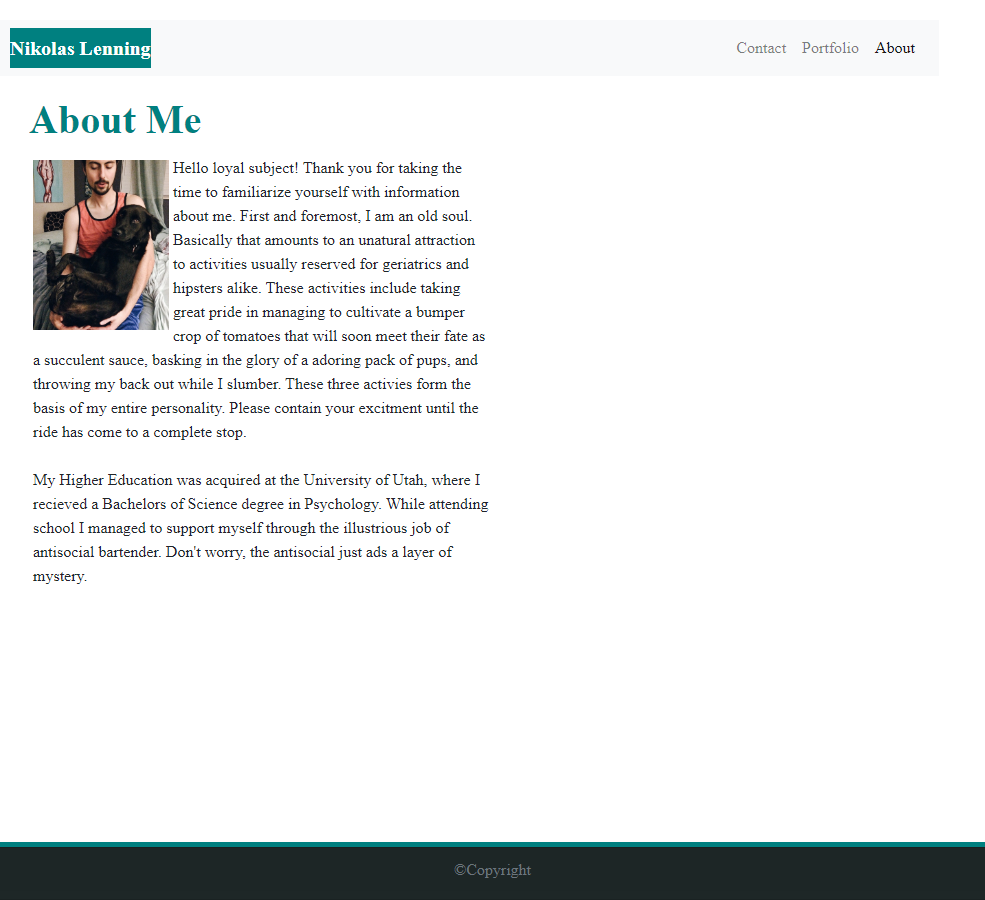 Nikolas Lenning
Contact Portfolio About
About Me
Hello loyal subject! Thank you for taking the
time to familiarize yourself with information
about me. First and foremost, I am an old soul.
Basically that amounts to an unatural attraction
to activities usually reserved for geriatrics and
hipsters alike. These activities include taking
great pride in managing to cultivate a bumper
crop of tomatoes that will soon meet their fate as
a succulent sauce, basking in the glory of a adoring pack of pups, and
throwing my back out while I slumber. These three activies form the
basis of my entire personality. Please contain your excitment until the
ride has come to a complete stop.
My Higher Education was acquired at the University of Utah, where I
recieved a Bachelors of Science degree in Psychology. While attending
school I managed to support myself through the illustrious job of
antisocial bartender. Don't worry, the antisocial just ads a layer of
mystery.
©Copyright